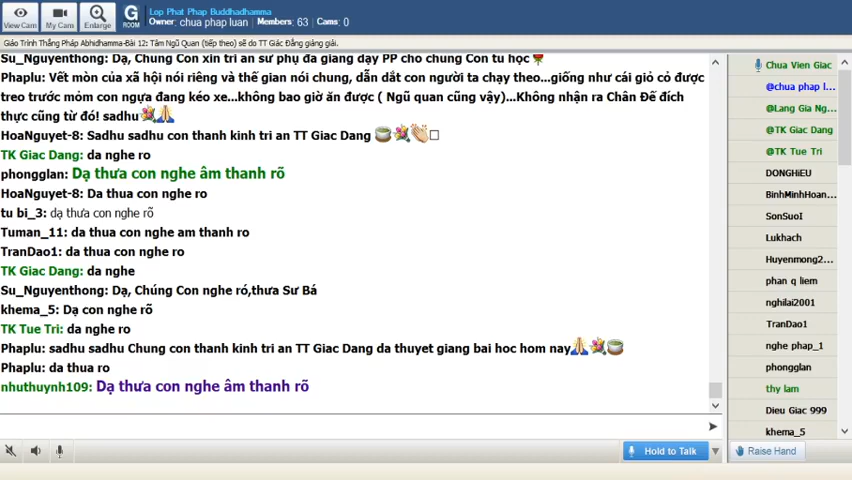 Lop Phat Phap Buddhadhamma
Owner: chua phap luan Members: 63 Cams: 0
View Cam
My Cam
Enlarge
G
ROOM
Giáo Trình Thắng Pháp Abhidhamma-Bài 12: Tâm Ngũ Quan (tiếp theo) sẽ do TT Giác Đẳng giảng giải.
Su_Nguyenthong: Dạ, Chung Con xin tri ân sư phụ đa giang dạy PP cho chung Con tu học
Phaplu: Vết mòn của xã hội nói riêng và thế gian nói chung, dẫn dắt con người ta chạy theo...giống như cái giỏ cỏ được
treo trước mỏm con ngựa đang kéo xe...không bao giờ ăn được ( Ngũ quan cũng vậy)...Không nhận ra Chân Đế đích
thực cũng từ đó! sadhu
HoaNguyet-8: Sadhu sadhu con thanh kinh tri an TT Giac Dang
TK Giac Dang: da nghe ro
phongglan: Dạ thưa con nghe âm thanh rõ
HoaNguyet-8: Da thua con nghe ro
tu bi_3: dạ thưa con nghe rõ
Tuman_11: da thua con nghe am thanh ro
TranDao1: da thua con nghe ro
TK Giac Dang: da nghe
Su_Nguyenthong: Dạ, Chúng Con nghe ró,thưa Sư Bá
khema_5: Dạ con nghe rõ
TK Tue Tri: da nghe ro
Phaplu: sadhu sadhu Chung con thanh kinh tri an TT Giac Dang da thuyet giang bai hoc hom nay
Phaplu: da thua ro
nhuthuynh109: Dạ thưa con nghe âm thanh rõ
Chua Vien Giac
@chua phap l...
@Lang Gia Ng...
@TK Giac Dang
@TK Tue Tri
DONGHiEU
BinhMinhHoan...
SonSuoI
Lukhach
Huyenmong2...
phan q liem
nghilai2001
TranDao1
nghe phap_1
phongglan
thy lam
Dieu Giac 999
khema_5
Hold to Talk
Raise Hand